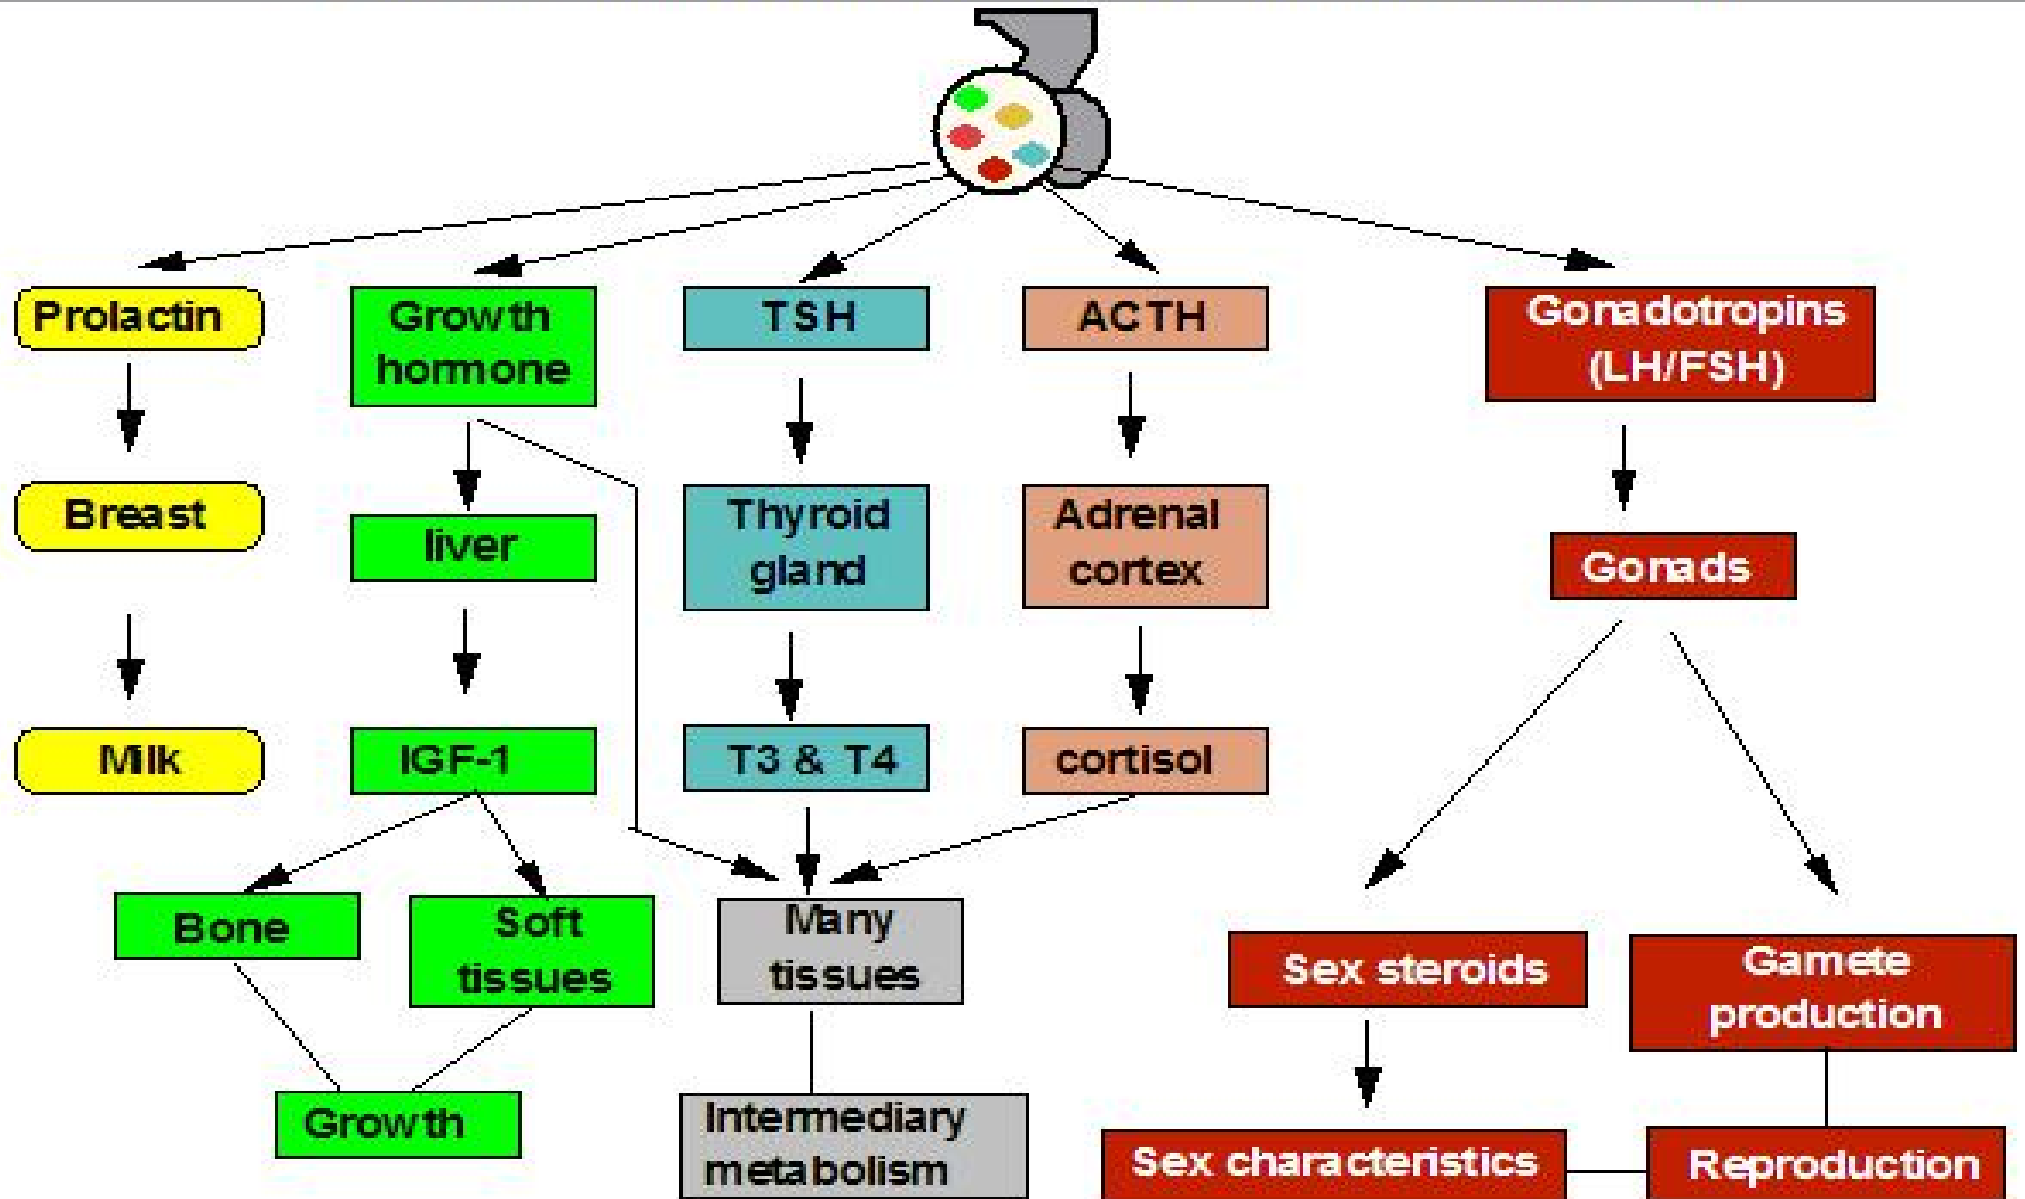 Prolactin
Growth
hormone
TSH
ACTH
Gonadotropins
(LH/FSH)
Breast
liver
Thyroid
gland
Adrenal
cortex
Gonads
Milk
IGF-1
T3 & T4
cortisol
Bone
Soft
tissues
Many
tissues
Sex steroids
Gamete
production
Growth
Intermediary
metabolism
Sex characteristics
Reproduction